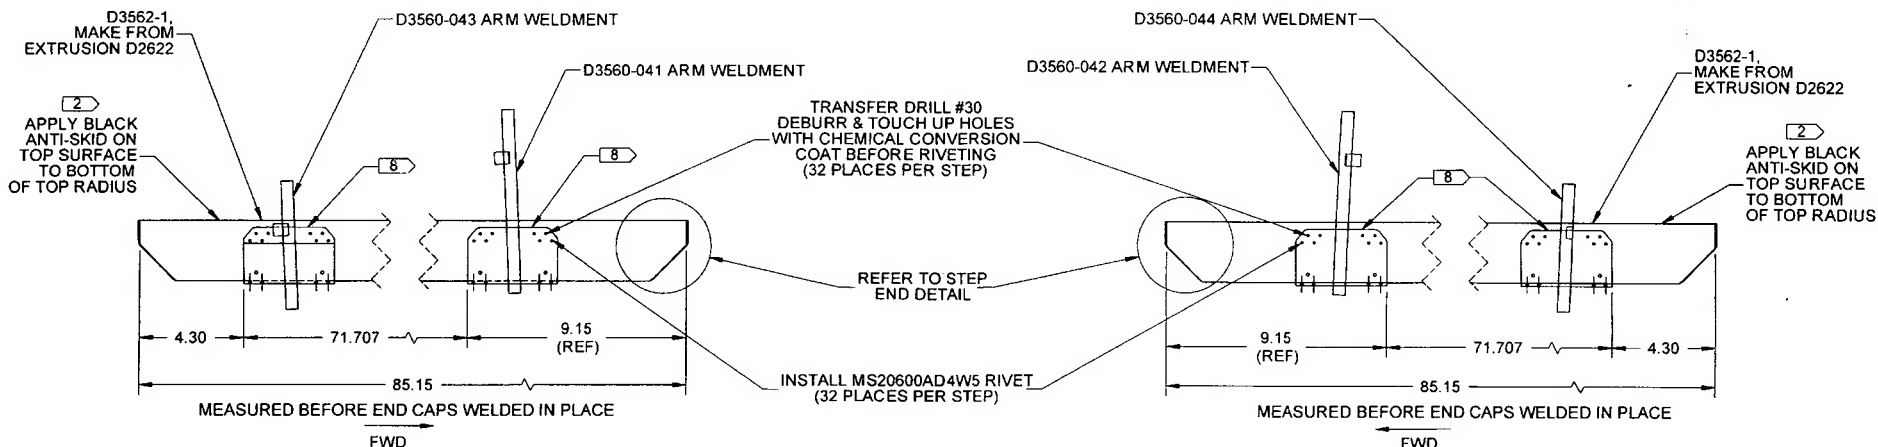 D3562-1,
MAKE FROM
EXTRUSION D2622
D3560-043 ARM WELDMENT
D3560-041 ARM WELDMENT
2
APPLY BLACK
ANTI-SKID ON
TOP SURFACE
TO BOTTOM
OF TOP RADIUS
8
8
TRANSFER DRILL #30
DEBURR & TOUCH UP HOLES
WITH CHEMICAL CONVERSION
COAT BEFORE RIVETING
(32 PLACES PER STEP)
REFER TO STEP
END DETAIL
INSTALL MS20600AD4W5 RIVET
(32 PLACES PER STEP)
4.30
71.707
9.15
(REF)
85.15
MEASURED BEFORE END CAPS WELDED IN PLACE
FWD
D3560-044 ARM WELDMENT
D3560-042 ARM WELDMENT
D3562-1,
MAKE FROM
EXTRUSION D2622
2
APPLY BLACK
ANTI-SKID ON
TOP SURFACE
TO BOTTOM
OF TOP RADIUS
8
9.15
(REF)
71.707
4.30
85.15
MEASURED BEFORE END CAPS WELDED IN PLACE
FWD